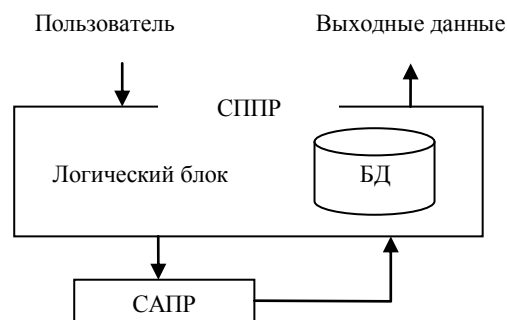 Пользователь
Выходные данные
СППР
Логический блок
БД
САПР